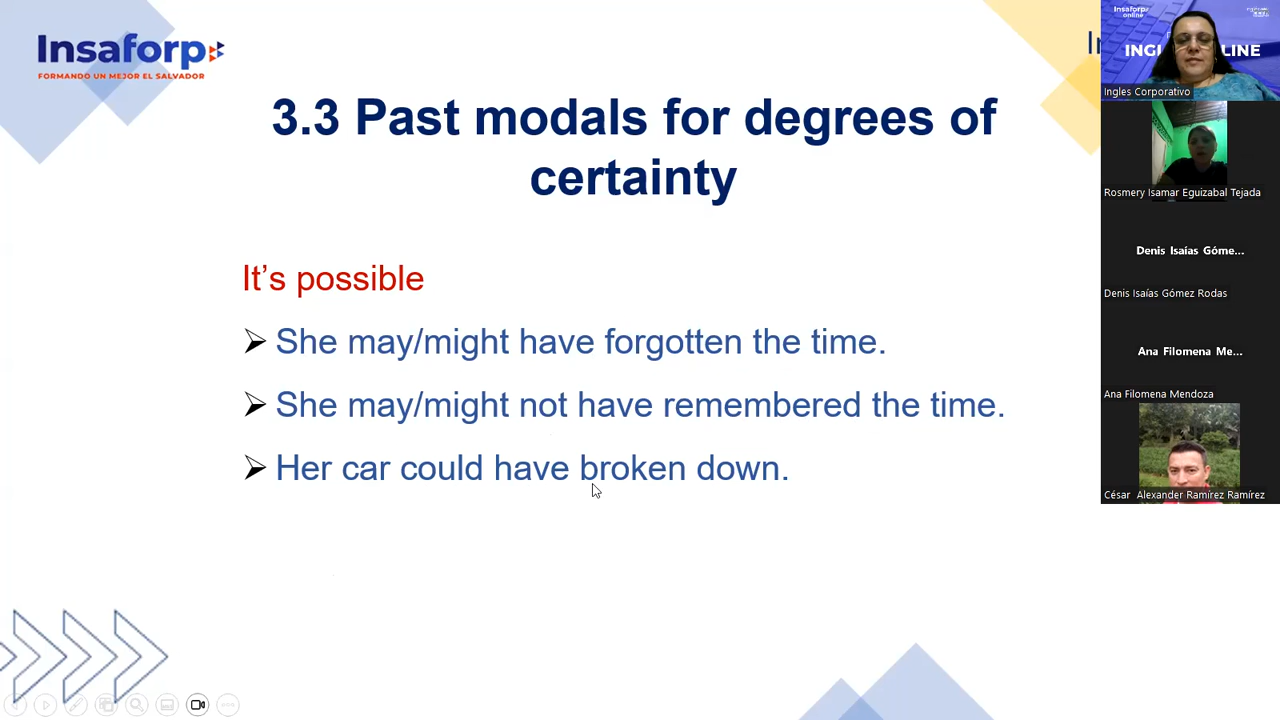 Insaforp
FORMANDO UN MEJOR EL SALVADOR
3.3 Past modals for degrees of
certainty
It’s possible
➢ She may/might have forgotten the time.
➢ She may/might not have remembered the time.
➢ Her car could have broken down.
Insaforp
online
Ingles Corporativo
Rosmery Isamar Eguizabal Tejada
Denis Isaías Góme...
Denis Isaías Gómez Rodas
Ana Filomena Me...
Ana Filomena Mendoza
César Alexander Ramírez Ramírez